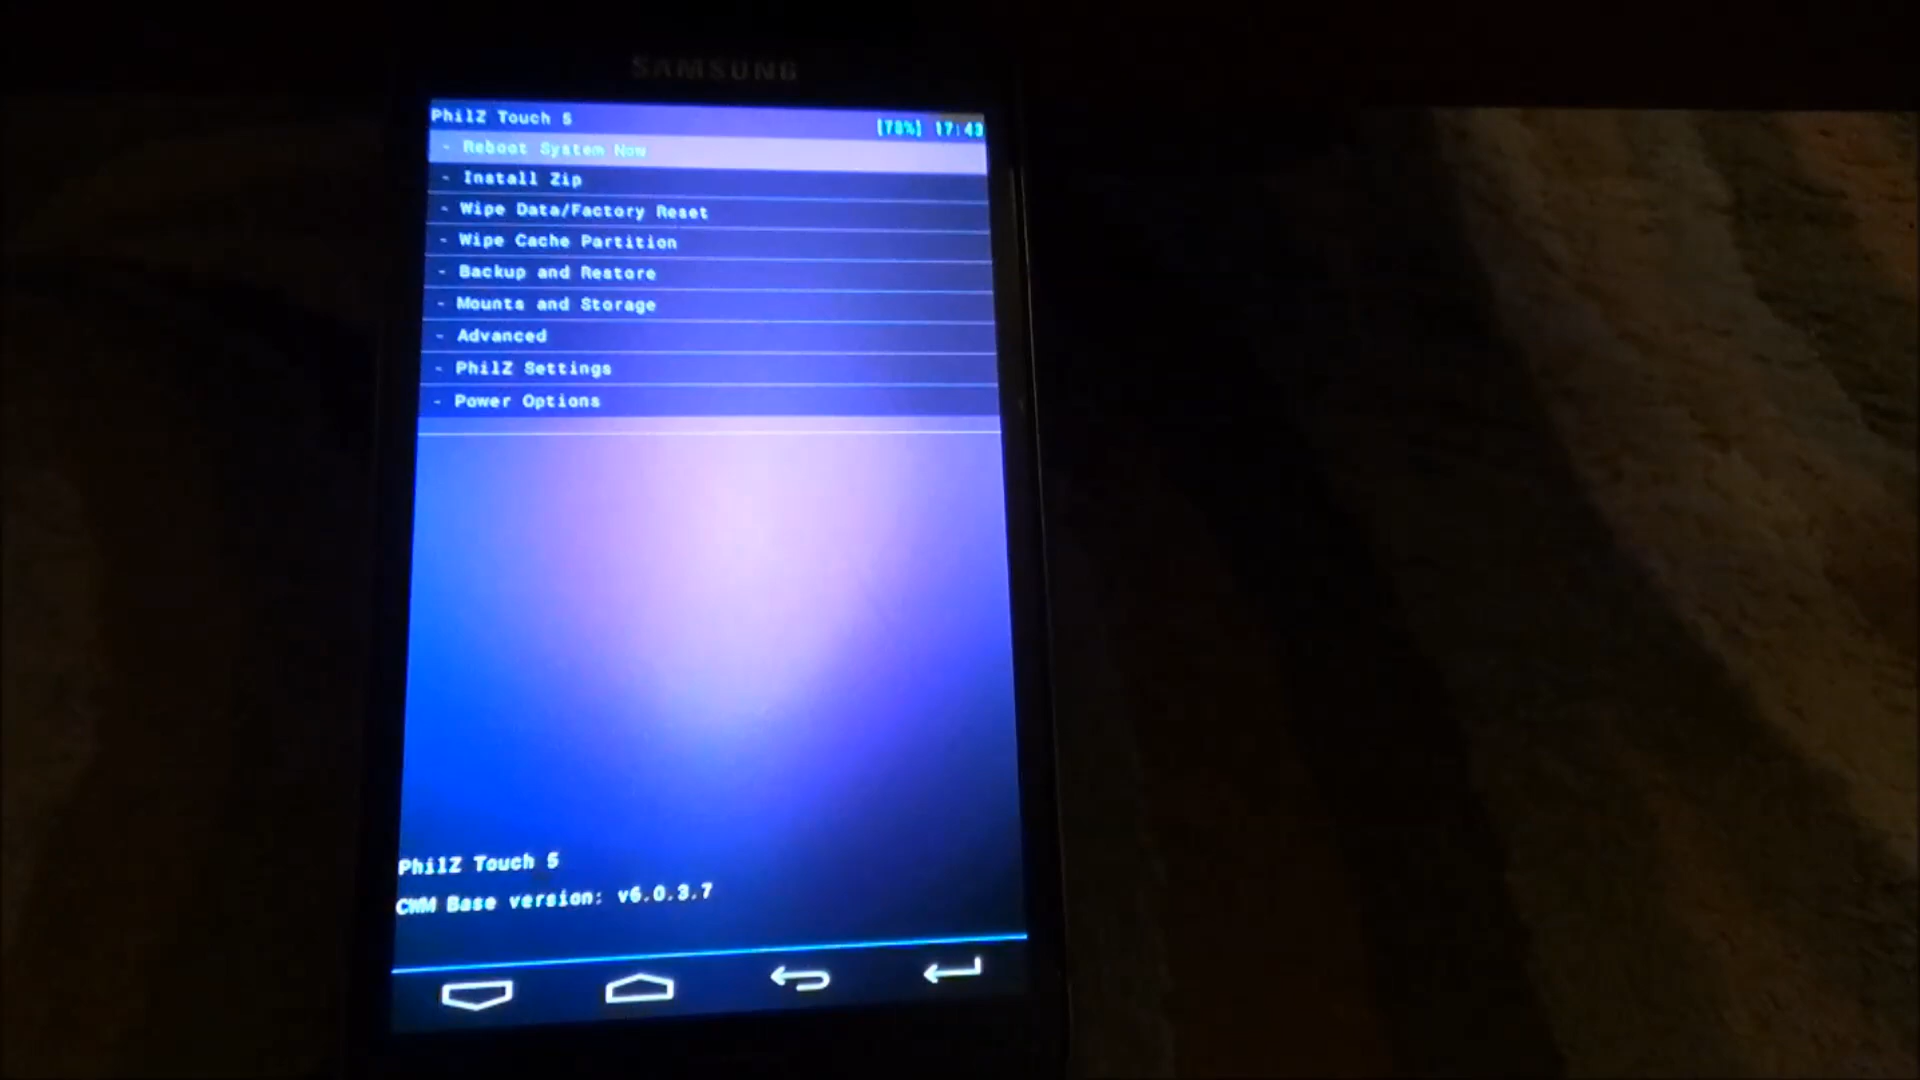 SAMSUNG
PhilZ Touch 5
[78%] 17:43
- Reboot System Now
- Install Zip
- Wipe Data/Factory Reset
- Wipe Cache Partition
- Backup and Restore
- Mounts and Storage
- Advanced
- PhilZ Settings
- Power Options
PhilZ Touch 5
CWM Base version: v6.0.3.7